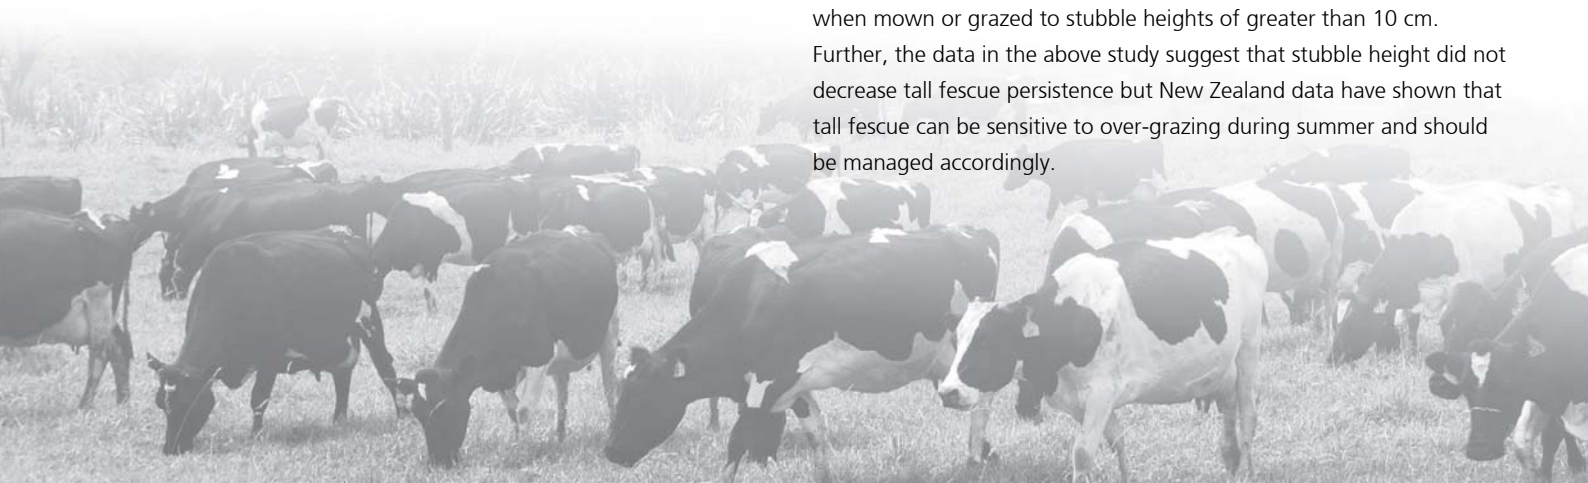 when mown or grazed to stubble heights of greater than 10 cm.
Further, the data in the above study suggest that stubble height did not
decrease tall fescue persistence but New Zealand data have shown that
tall fescue can be sensitive to over-grazing during summer and should
be managed accordingly.